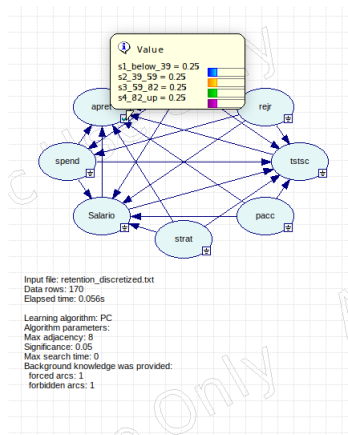 Value
s1_below_39 = 0.25
s2_39_59 = 0.25
s3_59_82 = 0.25
s4_82_up = 0.25
apret
rejr
spend
tstsc
Salario
pacc
strat
Input file: retention_discretized.txt
Data rows: 170
Elapsed time: 0.056s
Learning algorithm: PC
Algorithm parameters:
Max adjacency: 8
Significance: 0.05
Max search time: 0
Background knowledge was provided:
forced arcs: 1
forbidden arcs: 1
only
Only